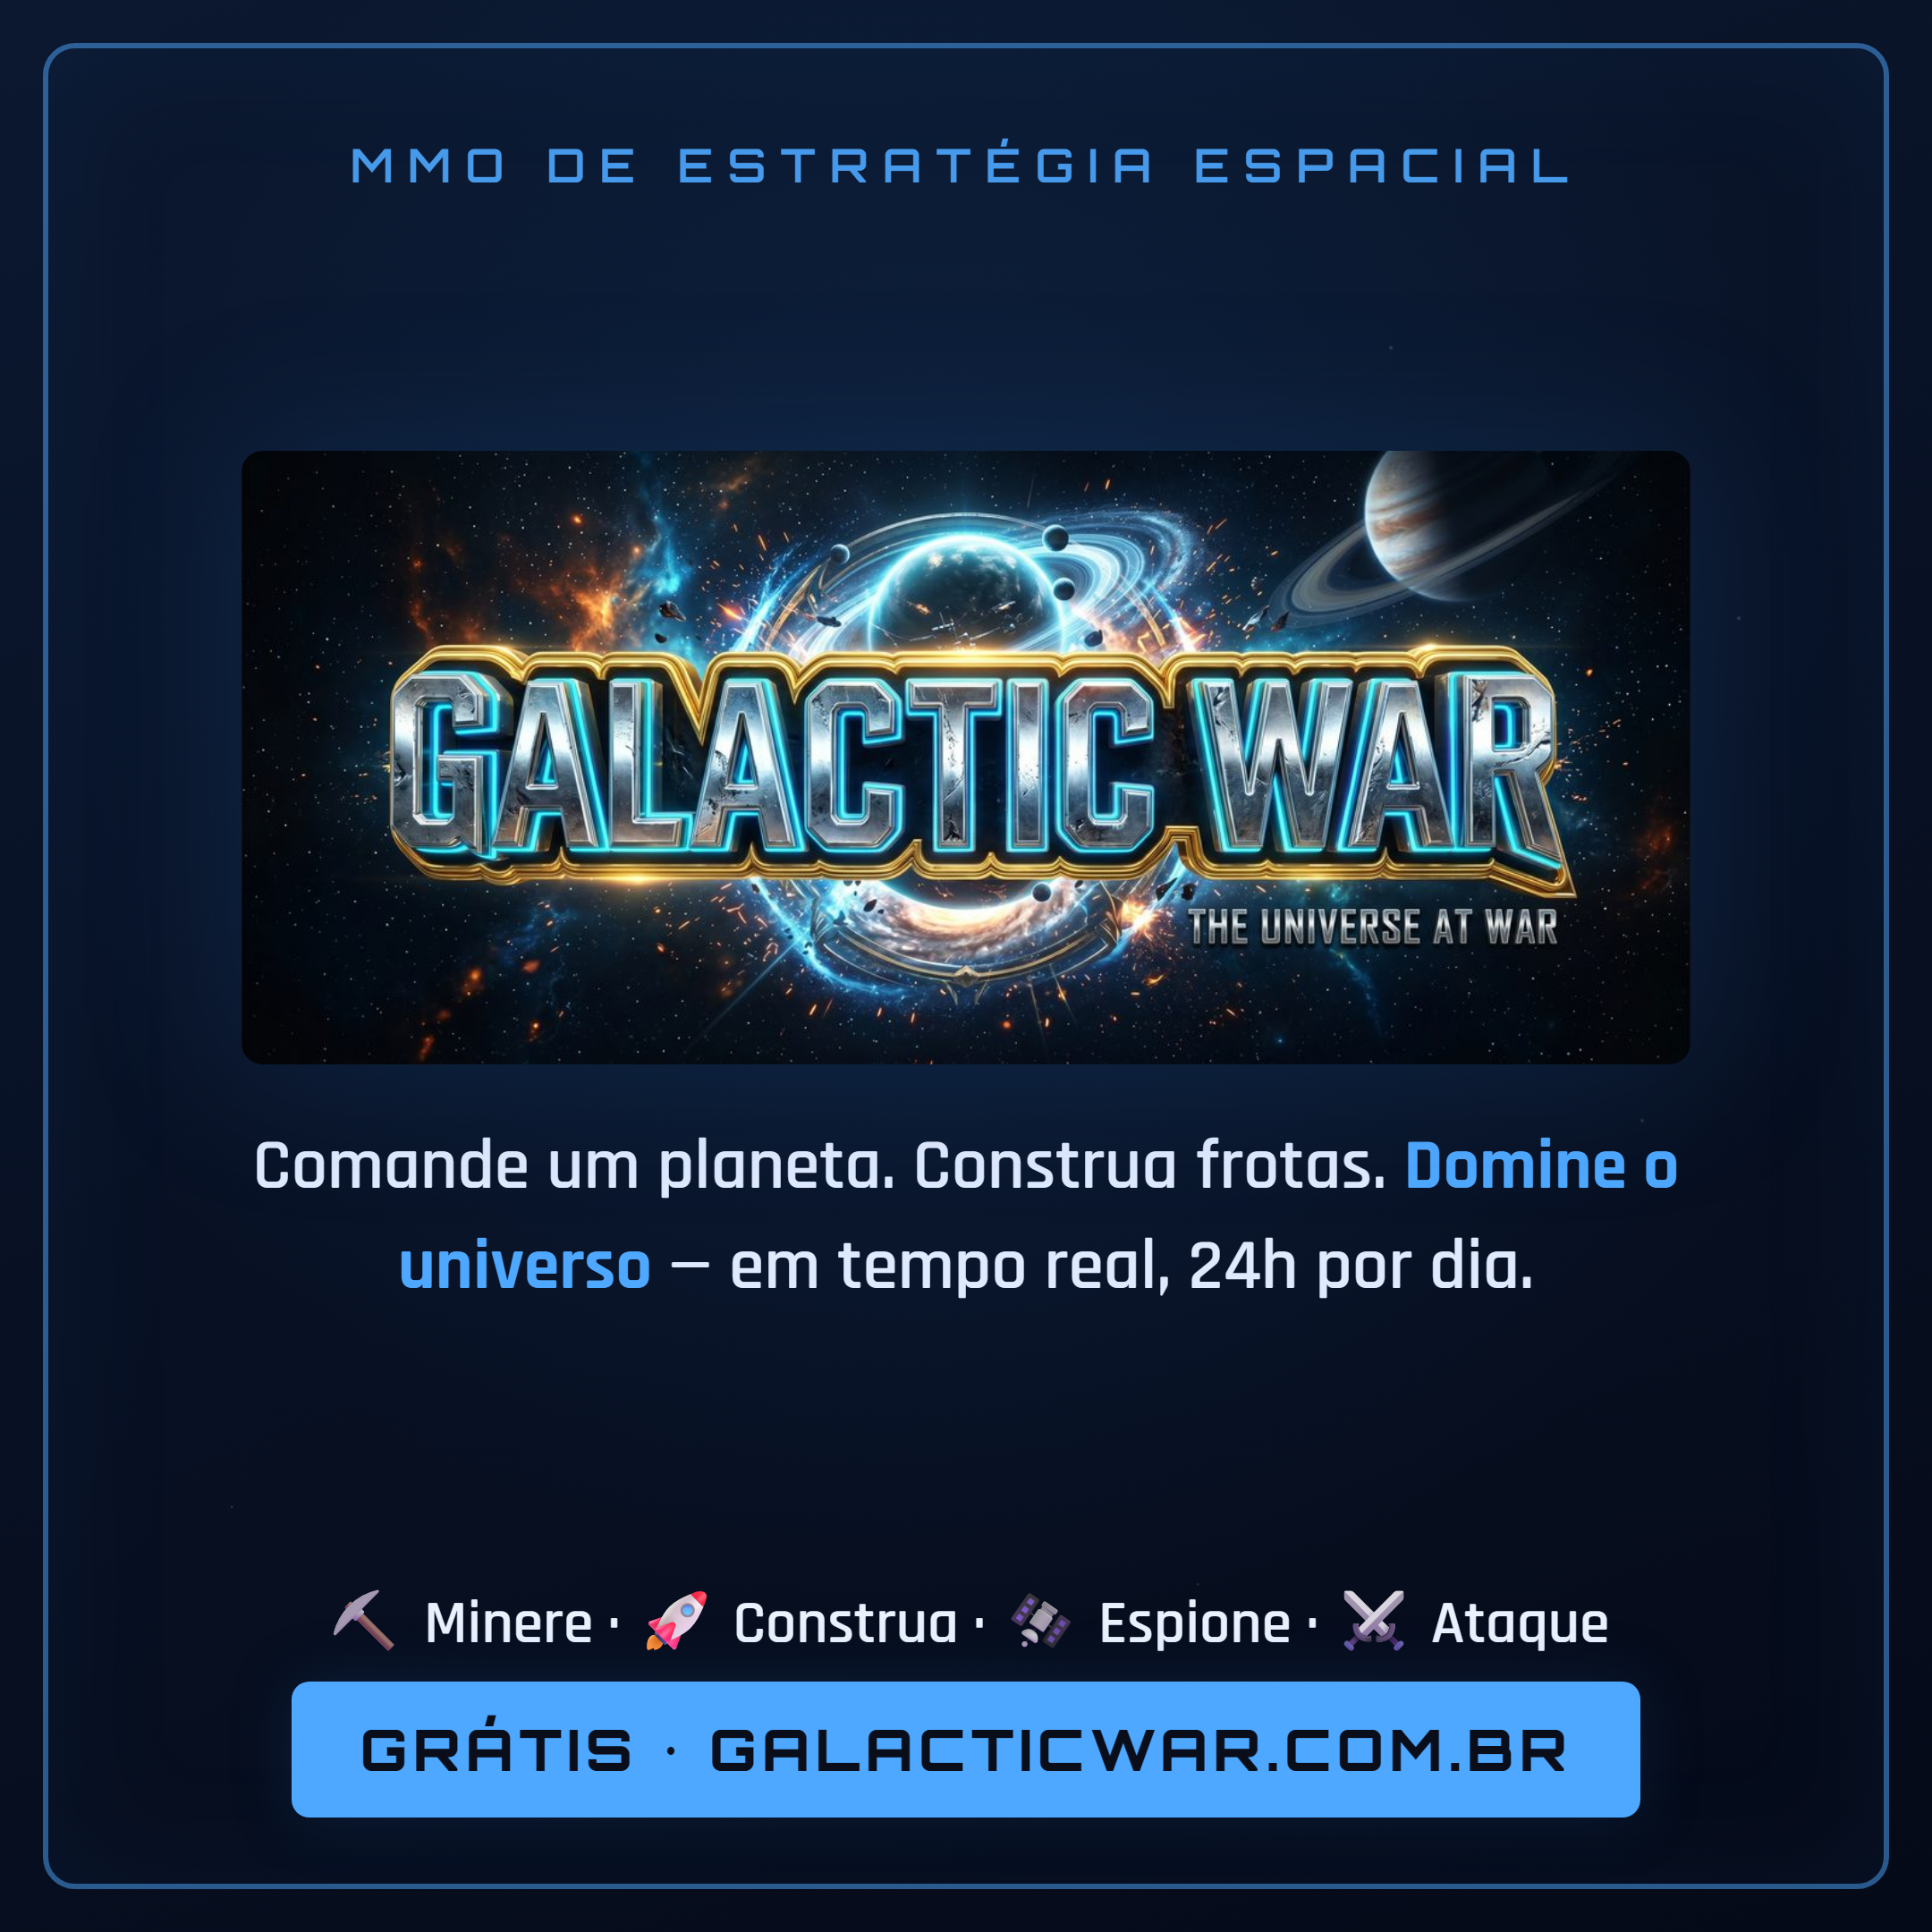 MMO DE ESTRATÉGIA ESPACIAL
GALACTIC WAR
THE UNIVERSE AT WAR
Comande um planeta. Construa frotas. Domine o
universo — em tempo real, 24h por dia.
⛏️ Minere · 🚀 Construa · 🛰️ Espione · ⚔️ Ataque
GRÁTIS · GALACTICWAR.COM.BR